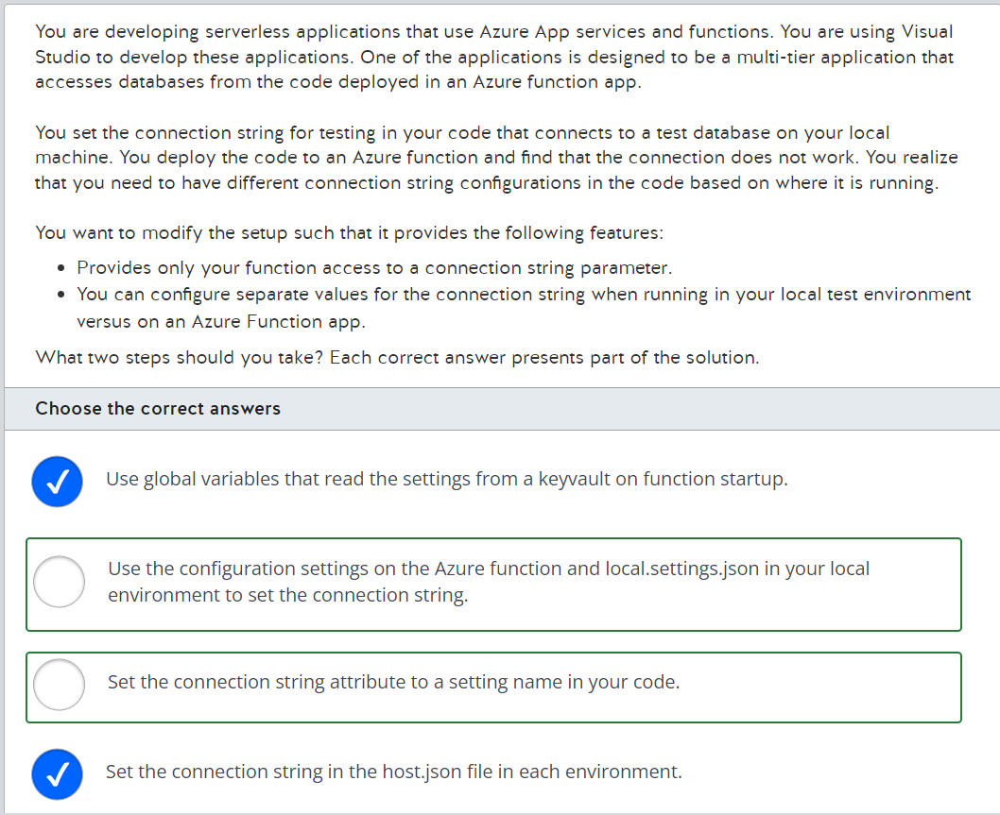 You are developing serverless applications that use Azure App services and functions. You are using Visual
Studio to develop these applications. One of the applications is designed to be a multi-tier application that
accesses databases from the code deployed in an Azure function app.
You set the connection string for testing in your code that connects to a test database on your local
machine. You deploy the code to an Azure function and find that the connection does not work. You realize
that you need to have different connection string configurations in the code based on where it is running.
You want to modify the setup such that it provides the following features:
• Provides only your function access to a connection string parameter.
• You can configure separate values for the connection string when running in your local test environment
versus on an Azure Function app.
What two steps should you take? Each correct answer presents part of the solution.
Choose the correct answers
Use global variables that read the settings from a keyvault on function startup.
Use the configuration settings on the Azure function and local.settings.json in your local
environment to set the connection string.
Set the connection string attribute to a setting name in your code.
Set the connection string in the host.json file in each environment.